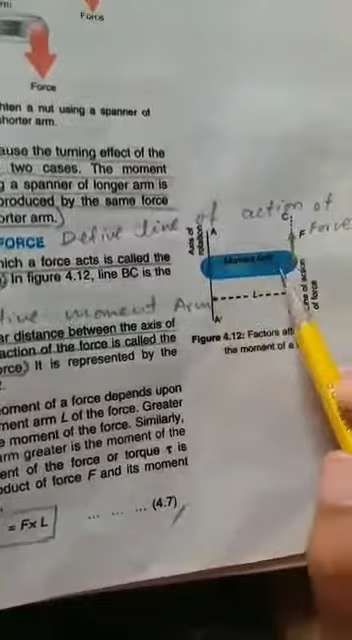 Force
Force
hten a nut using a spanner of
shorter arm.
ause the turning effect of the
two cases. The moment
g a spanner of longer arm is
produced by the same force
orter arm.
Define line of action of Force
FORCE
hich a force acts is called the
In figure 4.12, line BC is the
moment Arm
ar distance between the axis of
action of the force is called the
orce) It is represented by the
oment of a force depends upon
ment arm L of the force. Greater
e moment of the force. Similarly,
arm greater is the moment of the
ent of the force or torque τ is
oduct of force F and its moment
= F x L
... ... ... (4.7)
Axis of
rotation
A
C
F
Moment Arm
L
A'
Line of action
of force
Figure 4.12: Factors
the moment of a